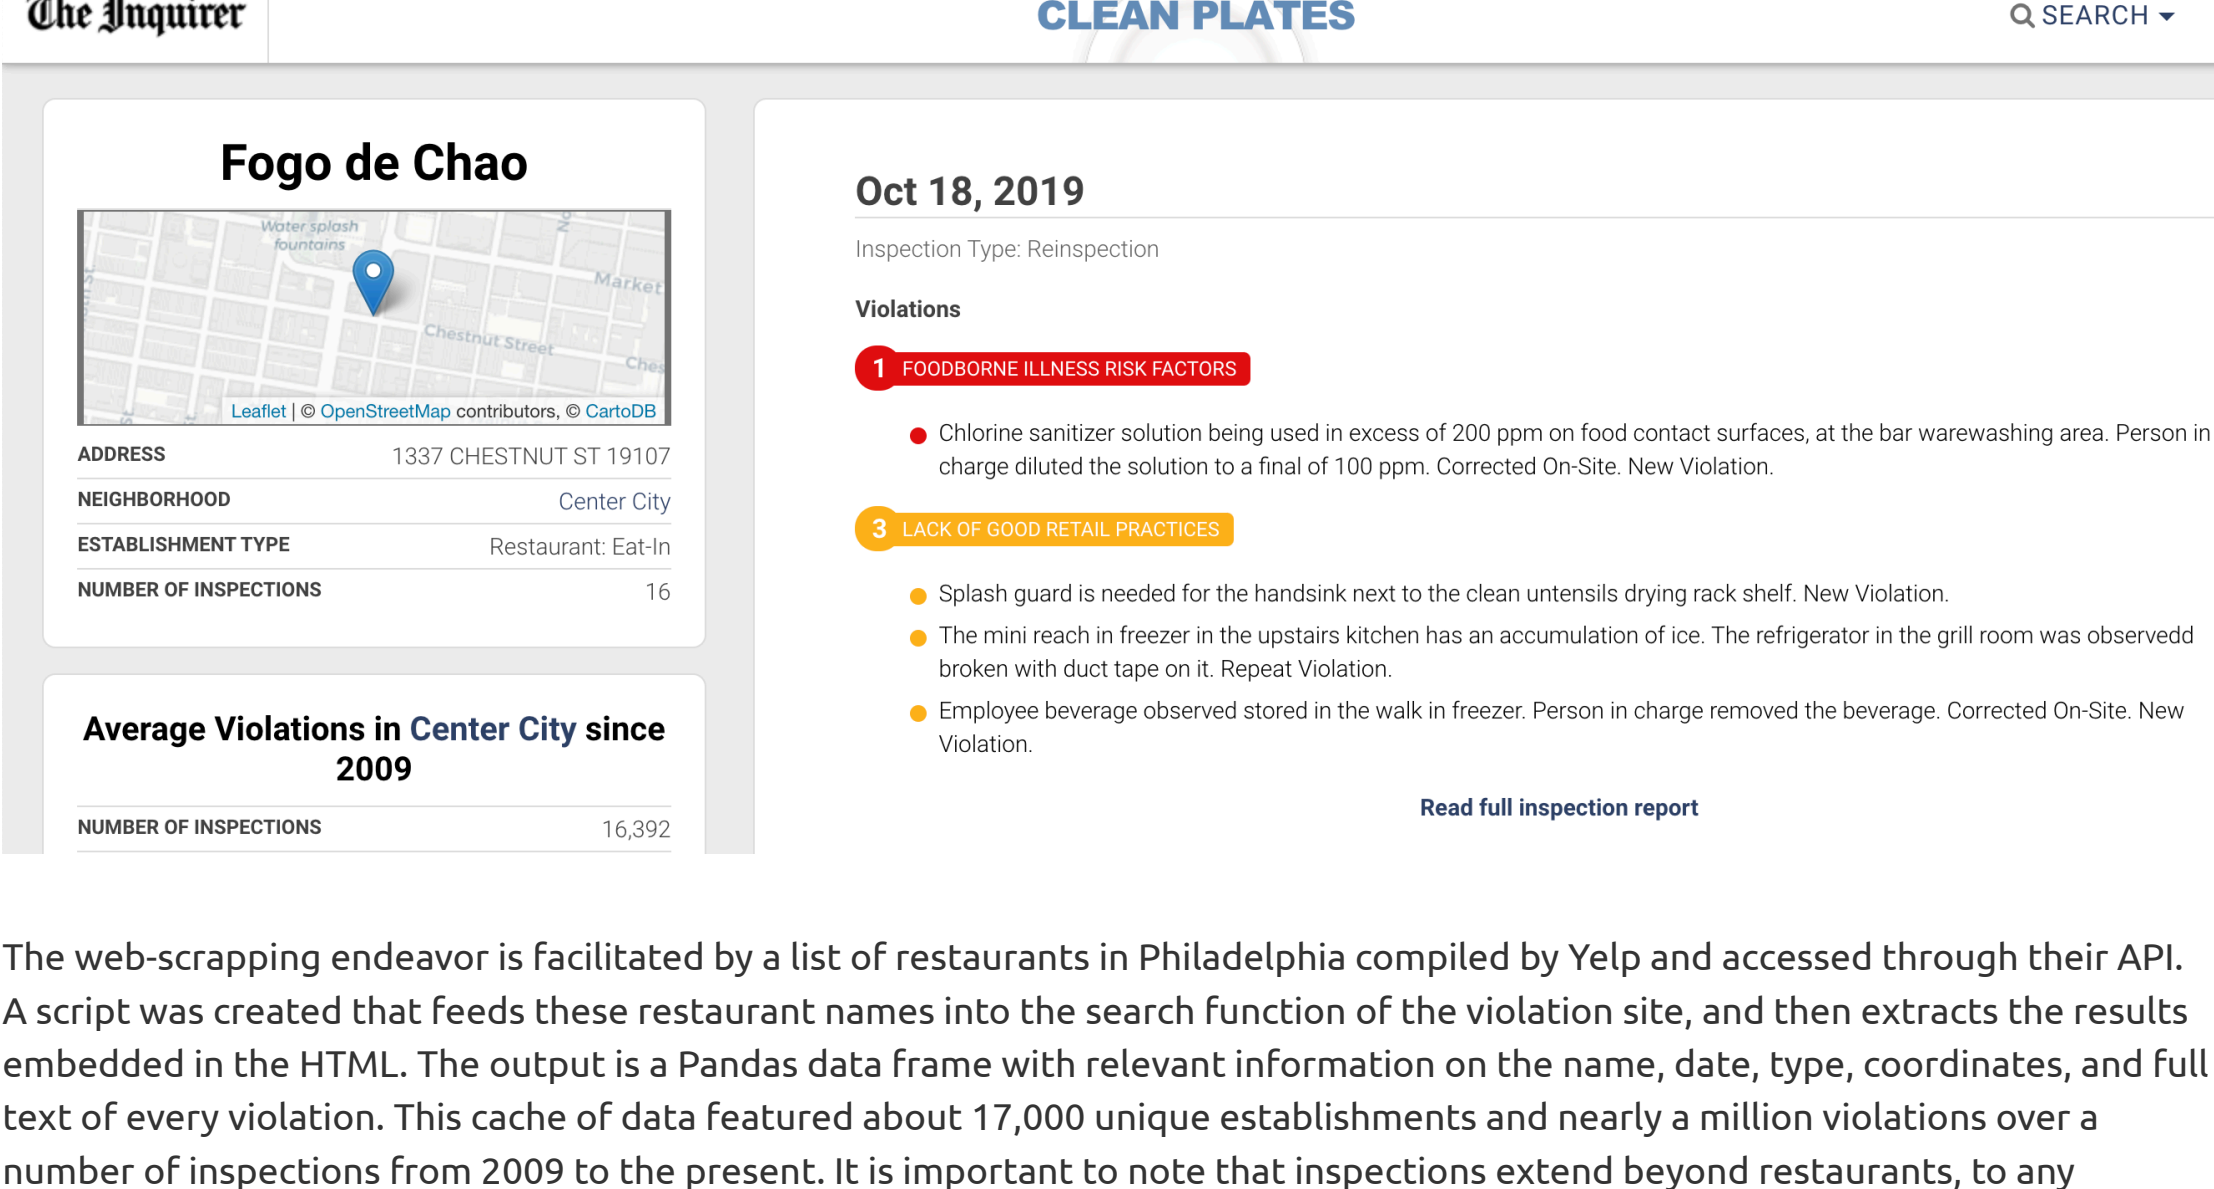 The Inquirer
CLEAN PLATES
SEARCH
Fogo de Chao
Water splash
fountains
Market
Chestnut Street
Ches
Leaflet | © OpenStreetMap contributors, © CartoDB
ADDRESS 1337 CHESTNUT ST 19107
NEIGHBORHOOD Center City
ESTABLISHMENT TYPE Restaurant: Eat-In
NUMBER OF INSPECTIONS 16
Average Violations in Center City since
2009
NUMBER OF INSPECTIONS 16,392
Oct 18, 2019
Inspection Type: Reinspection
Violations
1 FOODBORNE ILLNESS RISK FACTORS
Chlorine sanitizer solution being used in excess of 200 ppm on food contact surfaces, at the bar warewashing area. Person in
charge diluted the solution to a final of 100 ppm. Corrected On-Site. New Violation.
3 LACK OF GOOD RETAIL PRACTICES
Splash guard is needed for the handsink next to the clean untensils drying rack shelf. New Violation.
The mini reach in freezer in the upstairs kitchen has an accumulation of ice. The refrigerator in the grill room was observedd
broken with duct tape on it. Repeat Violation.
Employee beverage observed stored in the walk in freezer. Person in charge removed the beverage. Corrected On-Site. New
Violation.
Read full inspection report
The web-scrapping endeavor is facilitated by a list of restaurants in Philadelphia compiled by Yelp and accessed through their API.
A script was created that feeds these restaurant names into the search function of the violation site, and then extracts the results
embedded in the HTML. The output is a Pandas data frame with relevant information on the name, date, type, coordinates, and full
text of every violation. This cache of data featured about 17,000 unique establishments and nearly a million violations over a
number of inspections from 2009 to the present. It is important to note that inspections extend beyond restaurants, to any